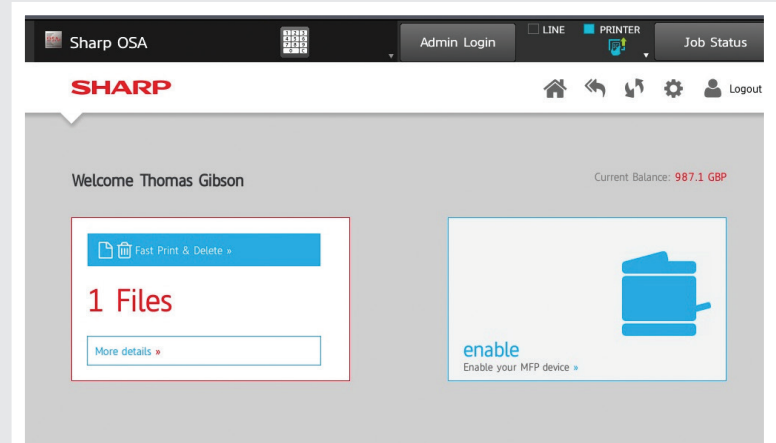 Sharp OSA
Admin Login
LINE
PRINTER
Job Status
SHARP
Logout
Welcome Thomas Gibson
Current Balance: 987.1 GBP
Fast Print & Delete »
1 Files
More details »
enable
Enable your MFP device »